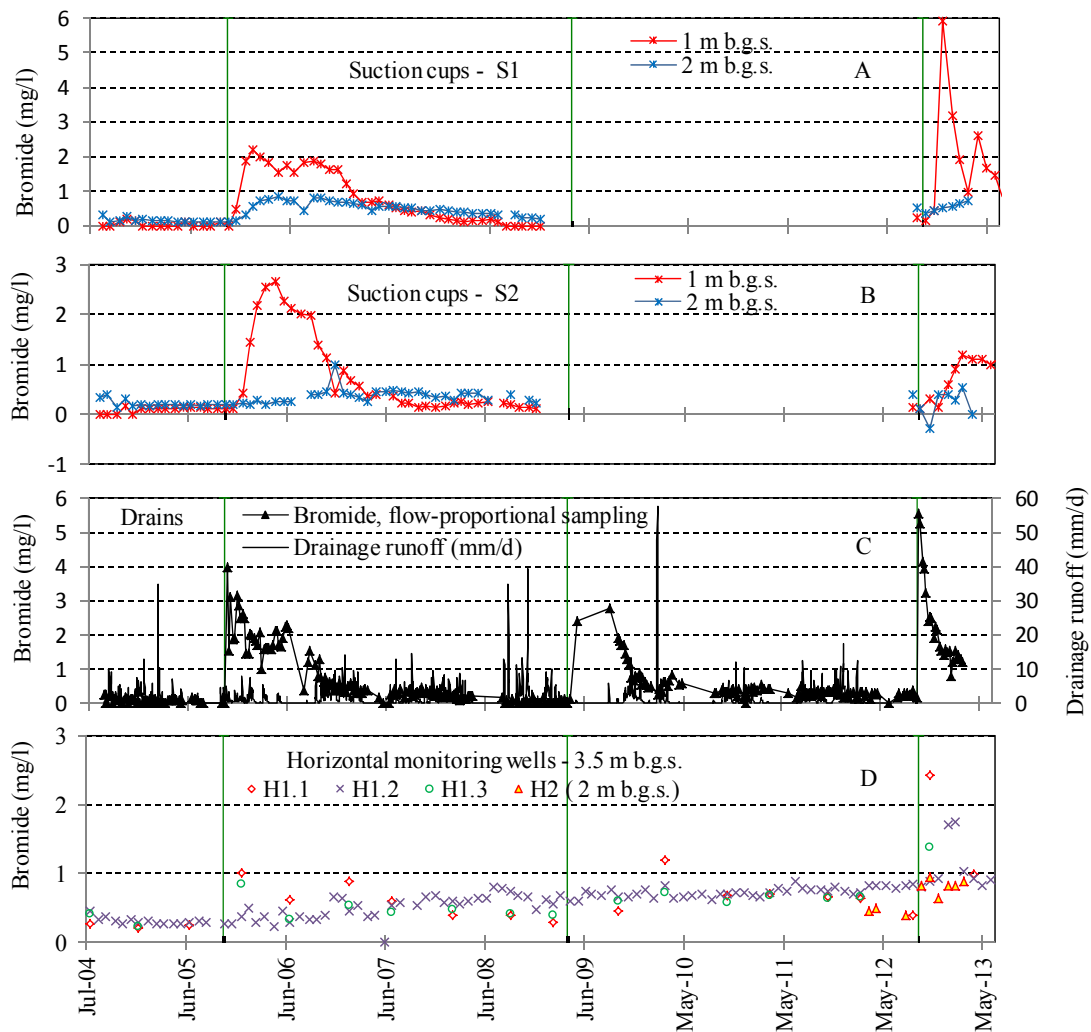 6
5
4
3
2
1
0
Bromide (mg/l)
Suction cups - S1
1 m b.g.s.
2 m b.g.s.
A
3
2
1
0
-1
Bromide (mg/l)
Suction cups - S2
1 m b.g.s.
2 m b.g.s.
B
6
5
4
3
2
1
0
Bromide (mg/l)
Drains
Bromide, flow-proportional sampling
Drainage runoff (mm/d)
C
60
50
40
30
20
10
0
Drainage runoff (mm/d)
3
2
1
0
Bromide (mg/l)
Horizontal monitoring wells - 3.5 m b.g.s.
H1.1 H1.2 H1.3 H2 ( 2 m b.g.s.)
D
Jul-04
Jun-05
Jun-06
Jun-07
Jun-08
Jun-09
May-10
May-11
May-12
May-13